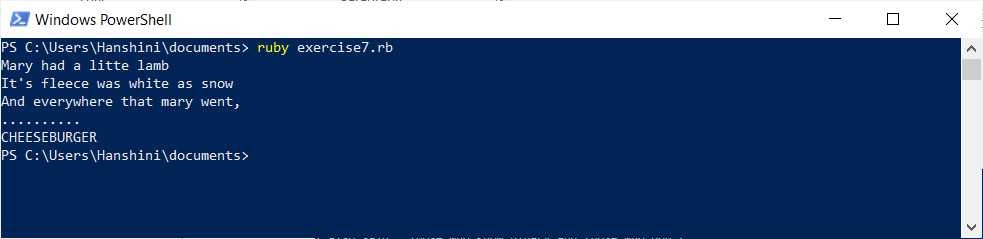 Windows PowerShell
PS C:\Users\Hanshini\documents> ruby exercise7.rb
Mary had a litte lamb
It's fleece was white as snow
And everywhere that mary went,
..........
CHEESEBURGER
PS C:\Users\Hanshini\documents>